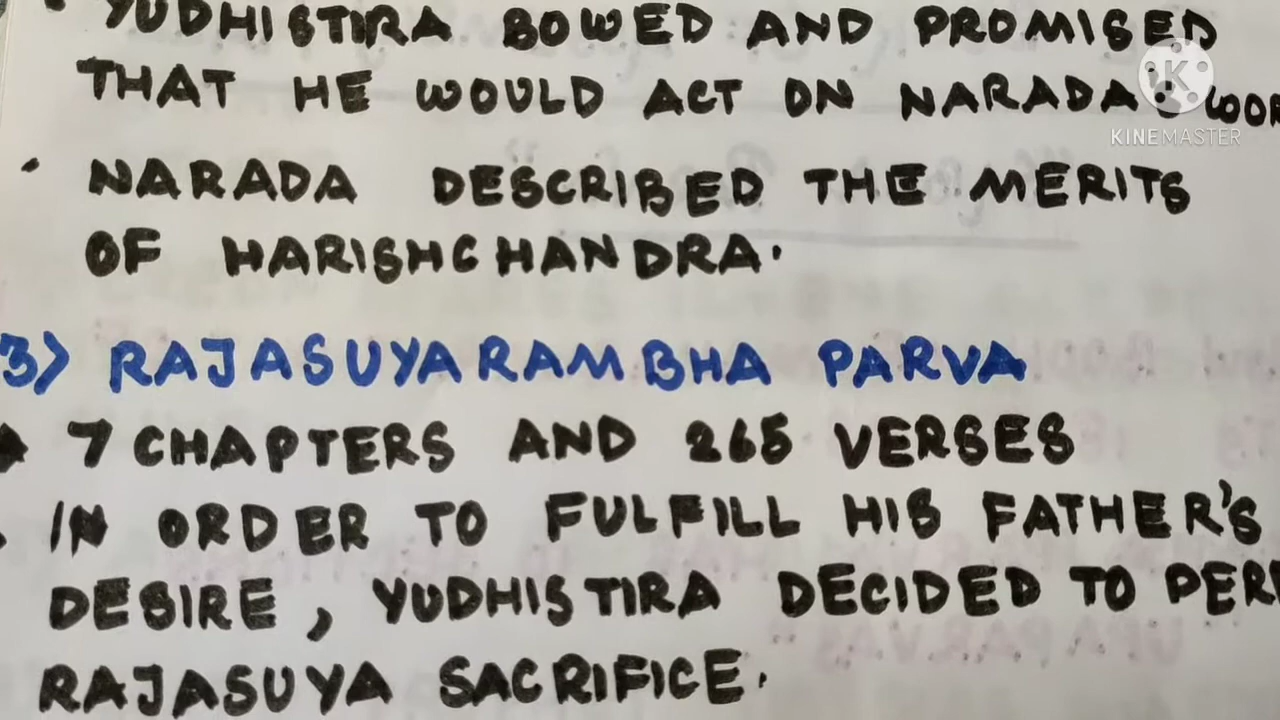 • YUDHISTIRA BOWED AND PROMISED
THAT HE WOULD ACT ON NARADA'S
KINEMASTER
• NARADA DESCRIBED THE MERITS
OF HARISHCHANDRA.
3) RAJASUYARAMBHA PARVA
7 CHAPTERS AND 265 VERSES
IN ORDER TO FULFILL HIS FATHER'S
DESIRE, YUDHISTIRA DECIDED TO
RAJASUYA SACRIFICE.